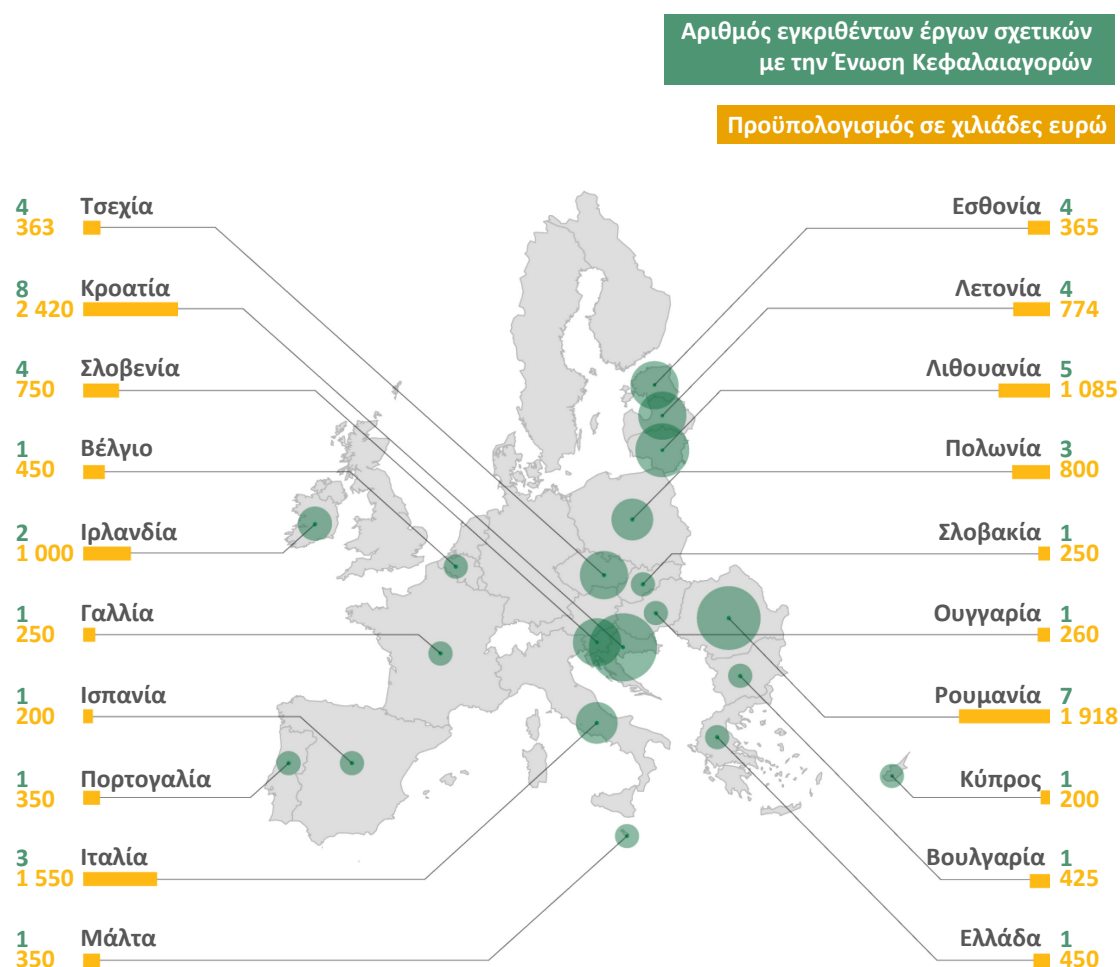 Αριθμός εγκριθέντων έργων σχετικών
με την Ένωση Κεφαλαιαγορών
Προϋπολογισμός σε χιλιάδες ευρώ
4 Τσεχία
363
8 Κροατία
2 420
4 Σλοβενία
750
1 Βέλγιο
450
2 Ιρλανδία
1 000
1 Γαλλία
250
1 Ισπανία
200
1 Πορτογαλία
350
3 Ιταλία
1 550
1 Μάλτα
350
Εσθονία 4
365
Λετονία 4
774
Λιθουανία 5
1 085
Πολωνία 3
800
Σλοβακία 1
250
Ουγγαρία 1
260
Ρουμανία 7
1 918
Κύπρος 1
200
Βουλγαρία 1
425
Ελλάδα 1
450